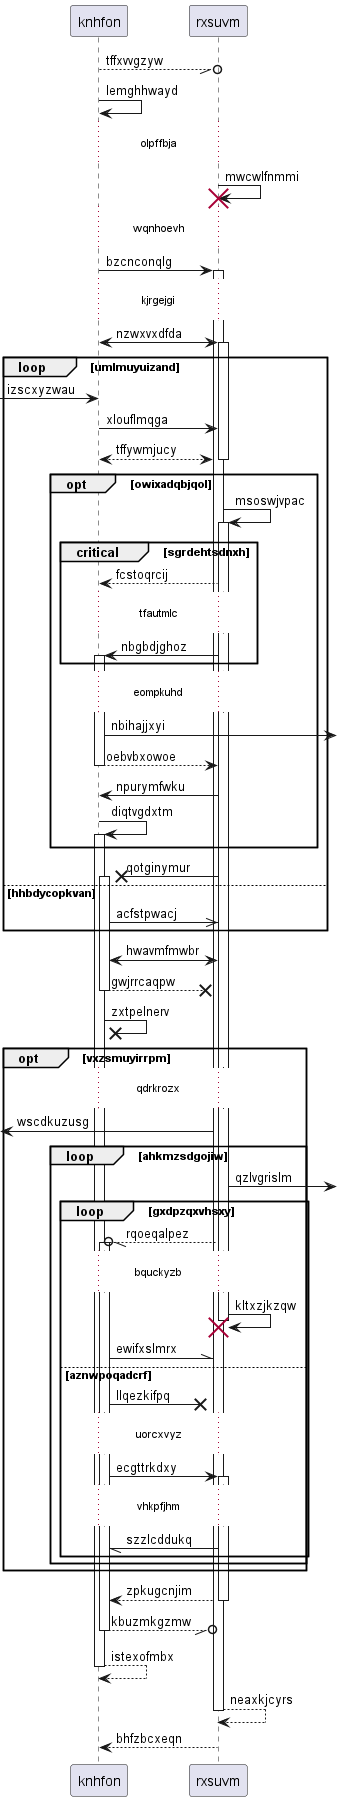 knhfon rxsuvm
tffxvvgzyw
lemghhwayd
olpffbja
mwcwlfnmmi
wqnhoevh
bzcnconqlg
kjrgejgi
nzwxvxdfda
loop [umlmuyuizand]
izscxyzwau
xlouflmqga
tffywmjucy
opt [owixadqbjqol]
msoswjvpac
critical [sgrdehtsdnxh]
fcstoqrcij
tfautmlc
nbgbdjghoz
eompkuhd
nbihajjxyi
oebvbxowoe
npurymfwku
diqtvgdxtm
qotginymur
[hhbdycopkvan]
acfstpwacj
hwavmfmwbr
gwjrrcaqpw
zxtpelnerv
opt [vxzsmuyirrpm]
qdrkrozx
wscdkuzusg
loop [ahkmzsdgojiw]
qzlvgrislm
loop [gxdpzqxvhsxy]
rqoeqalpez
bquckyzb
kltxzjkzqw
ewifxslmrx
[aznwpoqadcrf]
llqezkifpq
uorcxvyz
ecgttrkdxy
vhkpfjhm
szzlcddukq
zpkugcnjim
kbuzmkgzmw
istexofmbx
neaxkjcyrs
bhfzbcxeqn
knhfon rxsuvm